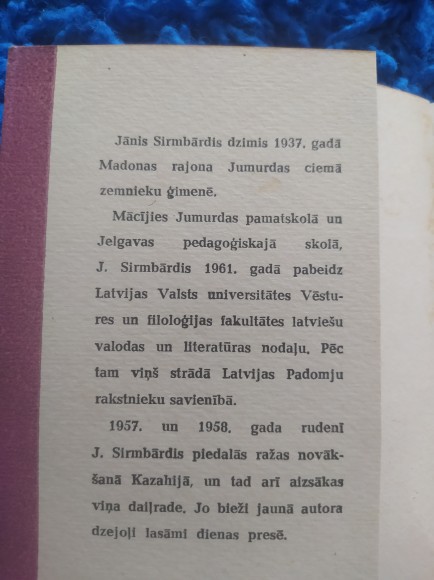 Jānis Sirmbārdis dzimis 1937. gadā
Madonas rajona Jumurdas ciemā
zemnieku ģimenē.
Mācījies Jumurdas pamatskolā un
Jelgavas pedagoģiskajā skolā,
J. Sirmbārdis 1961. gadā pabeidz
Latvijas Valsts universitātes Vēstu-
res un filoloģijas fakultātes latviešu
valodas un literatūras nodaļu. Pēc
tam viņš strādā Latvijas Padomju
rakstnieku savienībā.
1957. un 1958. gada rudenī
J. Sirmbārdis piedalās ražas novāk-
šanā Kazahijā, un tad arī aizsākas
viņa daiļrade. Jo bieži jaunā autora
dzejoļi lasāmi dienas presē.